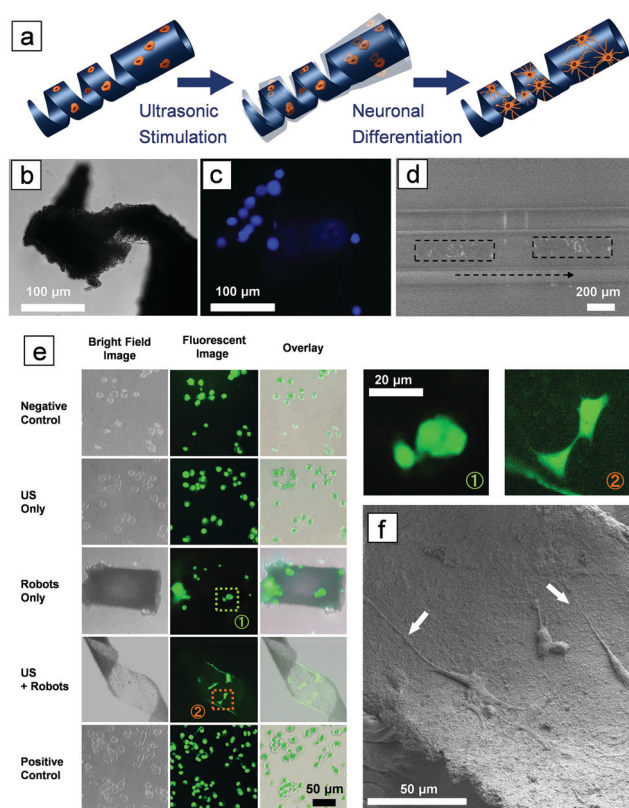 a
Ultrasonic
Stimulation
Neuronal
Differentiation
b
100 µm
c
100 µm
d
200 µm
e
Bright Field
Image
Fluorescent
Image
Overlay
Negative
Control
US
Only
Robots
Only
①
US
+ Robots
②
Positive
Control
50 µm
20 µm
①
②
f
50 µm